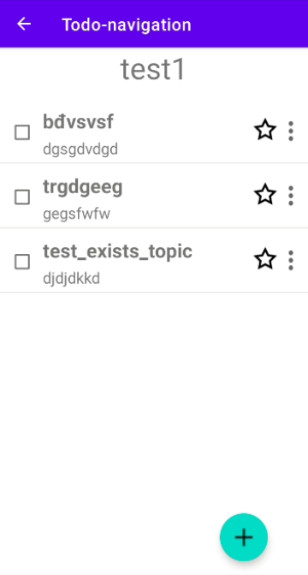 Todo-navigation
test1
bđvsvsf
dgsgdvdgd
trgdgeeg
gegsfwfw
test_exists_topic
djdjdkkd